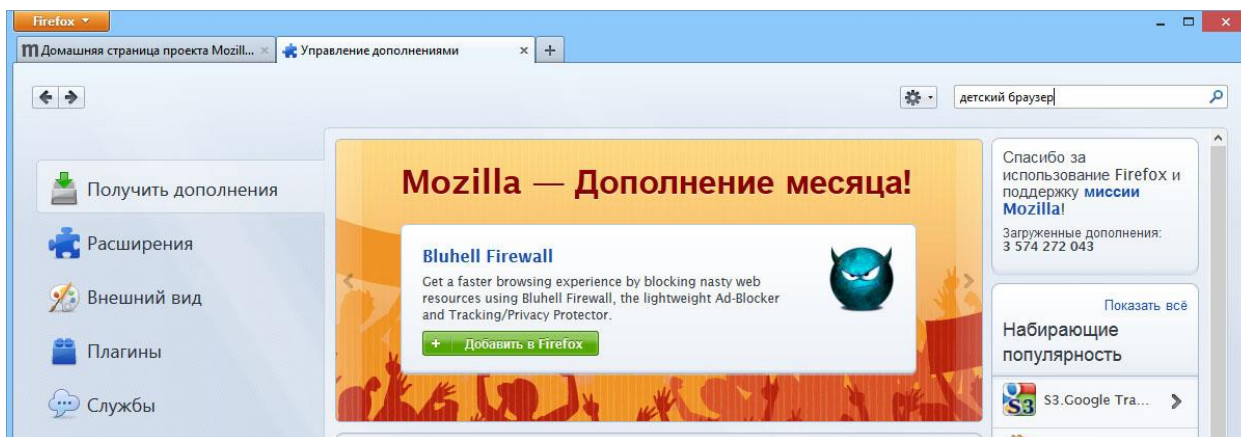 Firefox
m Домашняя страница проекта Mozill...
Управление дополнениями
детский браузер
Получить дополнения
Расширения
Внешний вид
Плагины
Службы
Mozilla — Дополнение месяца!
Bluhell Firewall
Get a faster browsing experience by blocking nasty web
resources using Bluhell Firewall, the lightweight Ad-Blocker
and Tracking/Privacy Protector.
+ Добавить в Firefox
Спасибо за
использование Firefox и
поддержку миссии
Mozilla!
Загруженные дополнения:
3 574 272 043
Показать всё
Набирающие
популярность
S3
S3.Google Tra...